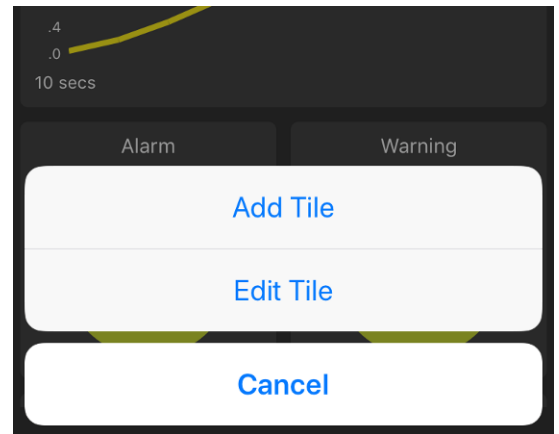 .4
.0
10 secs
Alarm
Warning
Add Tile
Edit Tile
Cancel